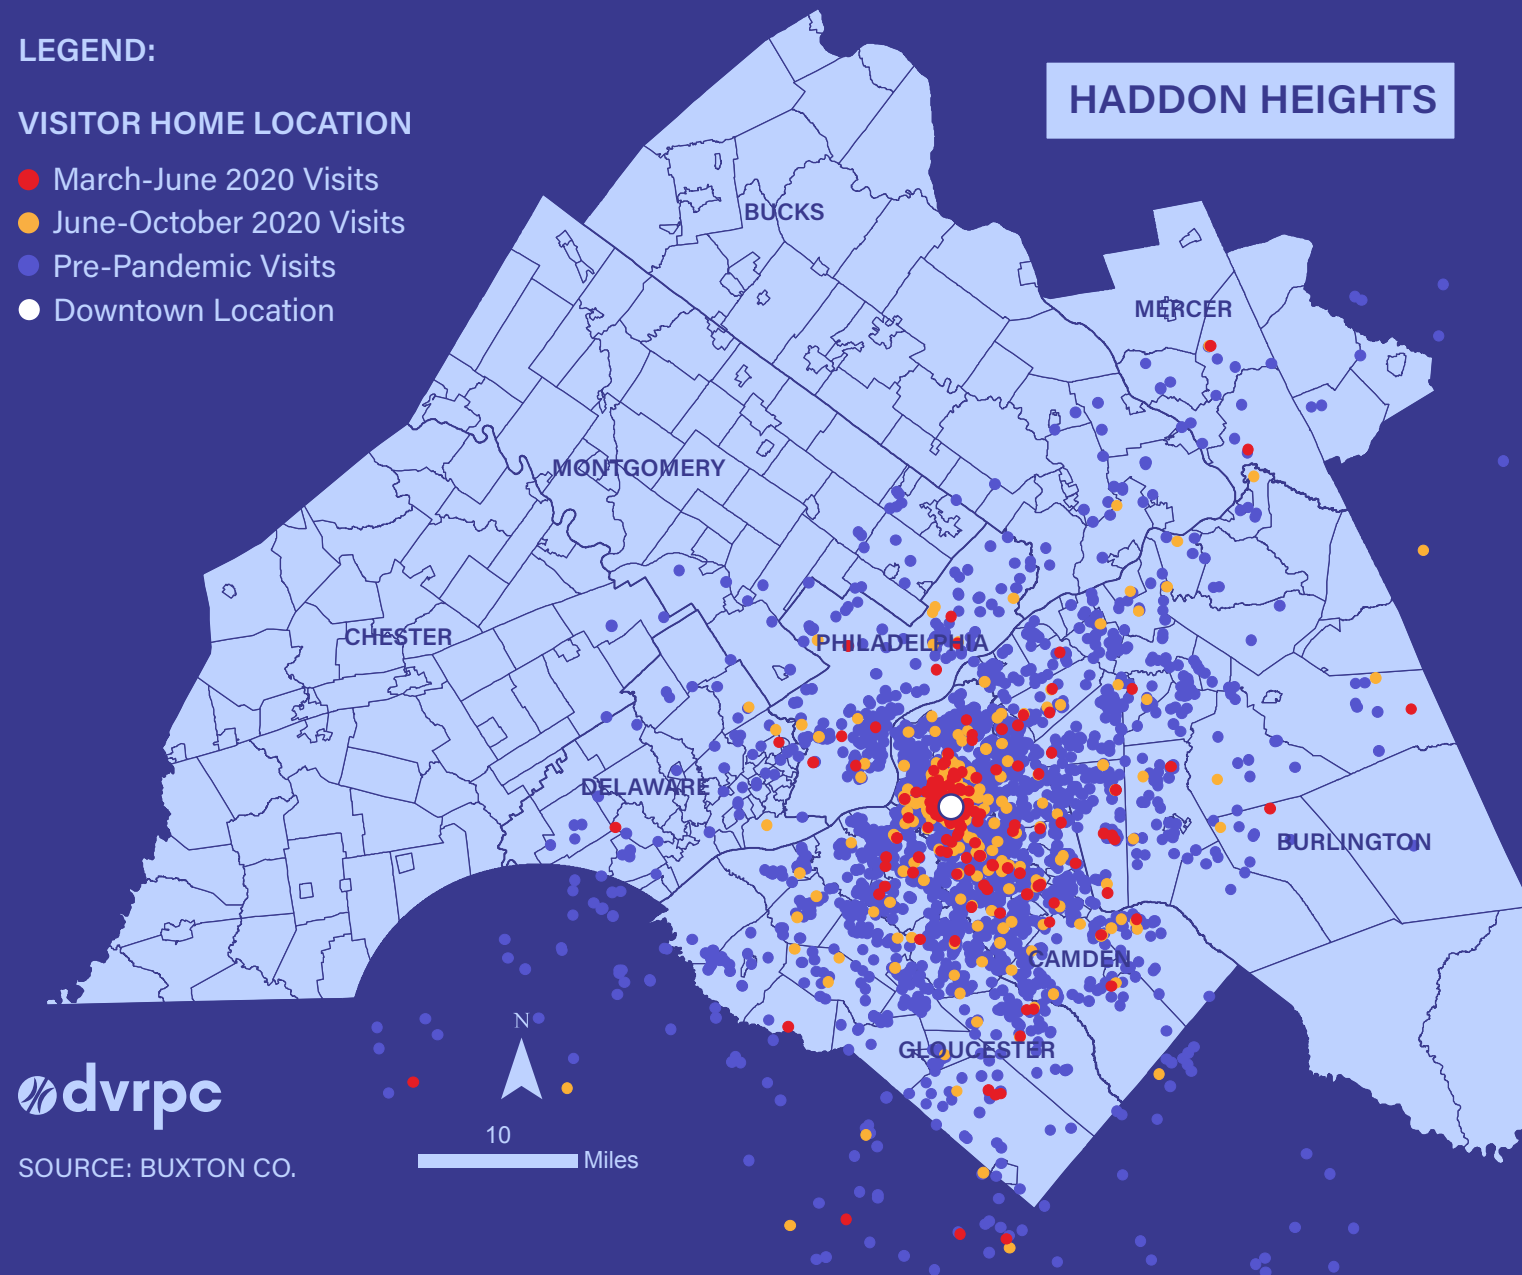 LEGEND:
HADDON HEIGHTS
VISITOR HOME LOCATION
March-June 2020 Visits
June-October 2020 Visits
Pre-Pandemic Visits
Downtown Location
BUCKS
MERCER
MONTGOMERY
CHESTER
PHILADELPHIA
DELAWARE
BURLINGTON
CAMDEN
GLOUCESTER
N
dvrpc
10
Miles
SOURCE: BUXTON CO.